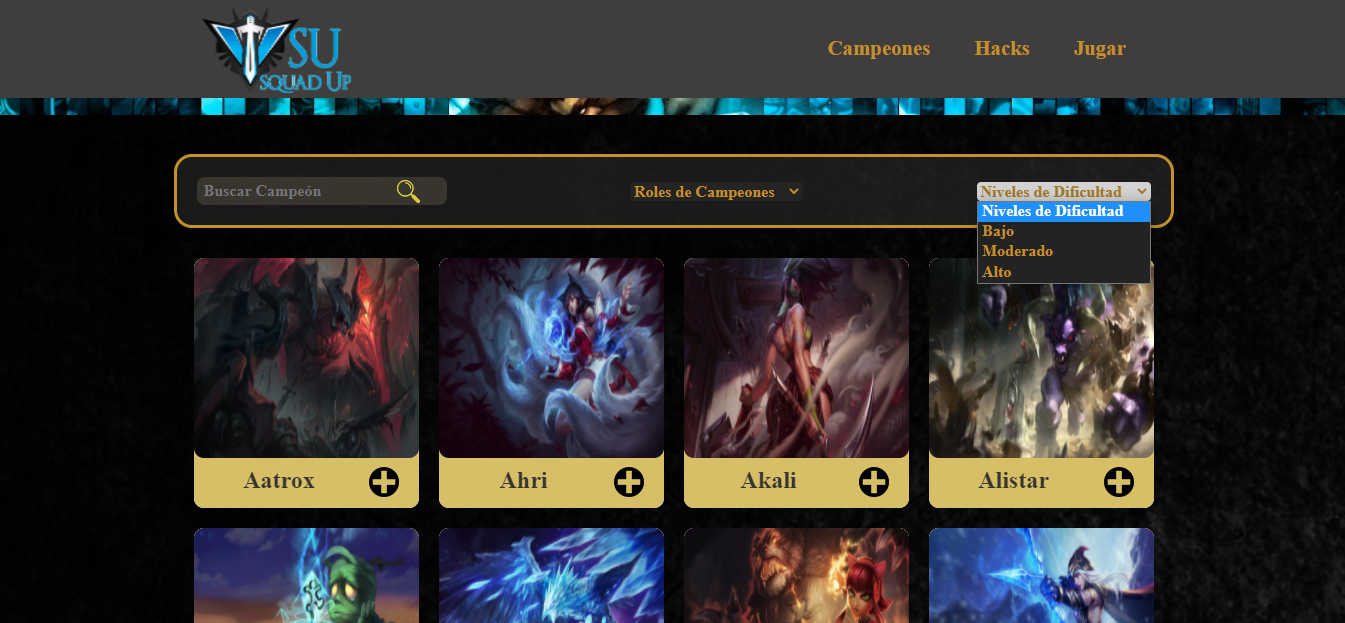 SU
SQUAD UP
Campeones Hacks Jugar
Buscar Campeón
Roles de Campeones
Niveles de Dificultad
Niveles de Dificultad
Bajo
Moderado
Alto
Aatrox
Ahri
Akali
Alistar